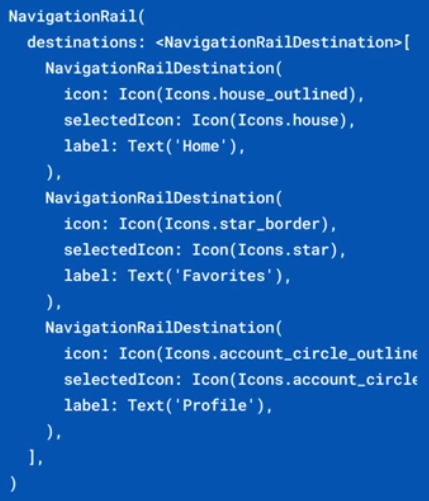 NavigationRail(
  destinations: <NavigationRailDestination>[
    NavigationRailDestination(
      icon: Icon(Icons.house_outlined),
      selectedIcon: Icon(Icons.house),
      label: Text('Home'),
    ),
    NavigationRailDestination(
      icon: Icon(Icons.star_border),
      selectedIcon: Icon(Icons.star),
      label: Text('Favorites'),
    ),
    NavigationRailDestination(
      icon: Icon(Icons.account_circle_outline
      selectedIcon: Icon(Icons.account_circle
      label: Text('Profile'),
    ),
  ],
)